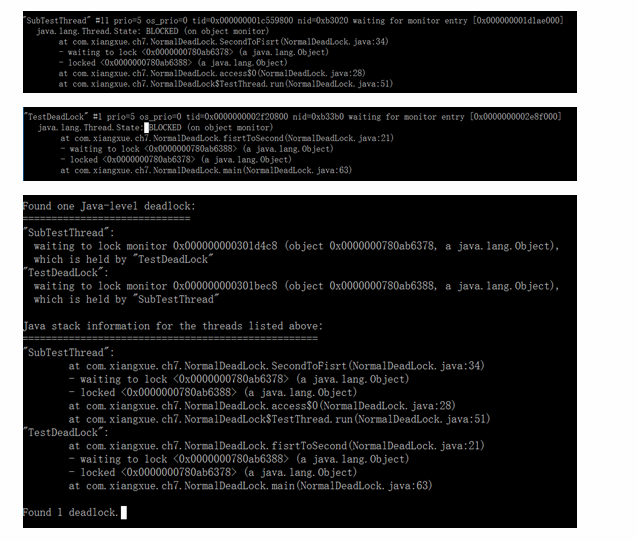 "SubTestThread" #11 prio=5 os_prio=0 tid=0x000000001c559800 nid=0xb3020 waiting for monitor entry [0x000000001d1ae000]
java.lang.Thread.State: BLOCKED (on object monitor)
at com.xiangxue.ch7.NormalDeadLock.SecondToFisrt(NormalDeadLock.java:34)
- waiting to lock <0x0000000780ab6378> (a java.lang.Object)
- locked <0x0000000780ab6388> (a java.lang.Object)
at com.xiangxue.ch7.NormalDeadLock.access$0(NormalDeadLock.java:28)
at com.xiangxue.ch7.NormalDeadLock$TestThread.run(NormalDeadLock.java:51)
"TestDeadLock" #1 prio=5 os_prio=0 tid=0x0000000002f20800 nid=0xb33b0 waiting for monitor entry [0x0000000002e8f000]
java.lang.Thread.State: BLOCKED (on object monitor)
at com.xiangxue.ch7.NormalDeadLock.fisrtToSecond(NormalDeadLock.java:21)
- waiting to lock <0x0000000780ab6388> (a java.lang.Object)
- locked <0x0000000780ab6378> (a java.lang.Object)
at com.xiangxue.ch7.NormalDeadLock.main(NormalDeadLock.java:63)
Found one Java-level deadlock:
=============================
"SubTestThread":
waiting to lock monitor 0x000000000301d4c8 (object 0x0000000780ab6378, a java.lang.Object),
which is held by "TestDeadLock"
"TestDeadLock":
waiting to lock monitor 0x000000000301bec8 (object 0x0000000780ab6388, a java.lang.Object),
which is held by "SubTestThread"
Java stack information for the threads listed above:
===================================================
"SubTestThread":
at com.xiangxue.ch7.NormalDeadLock.SecondToFisrt(NormalDeadLock.java:34)
- waiting to lock <0x0000000780ab6378> (a java.lang.Object)
- locked <0x0000000780ab6388> (a java.lang.Object)
at com.xiangxue.ch7.NormalDeadLock.access$0(NormalDeadLock.java:28)
at com.xiangxue.ch7.NormalDeadLock$TestThread.run(NormalDeadLock.java:51)
"TestDeadLock":
at com.xiangxue.ch7.NormalDeadLock.fisrtToSecond(NormalDeadLock.java:21)
- waiting to lock <0x0000000780ab6388> (a java.lang.Object)
- locked <0x0000000780ab6378> (a java.lang.Object)
at com.xiangxue.ch7.NormalDeadLock.main(NormalDeadLock.java:63)
Found 1 deadlock.